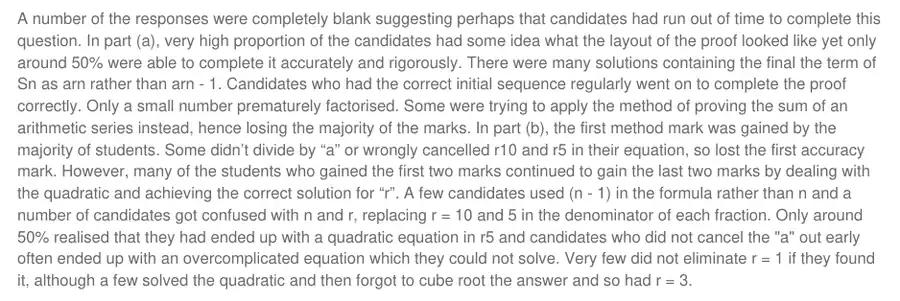 A number of the responses were completely blank suggesting perhaps that candidates had run out of time to complete this
question. In part (a), very high proportion of the candidates had some idea what the layout of the proof looked like yet only
around 50% were able to complete it accurately and rigorously. There were many solutions containing the final the term of
Sn as arn rather than arn - 1. Candidates who had the correct initial sequence regularly went on to complete the proof
correctly. Only a small number prematurely factorised. Some were trying to apply the method of proving the sum of an
arithmetic series instead, hence losing the majority of the marks. In part (b), the first method mark was gained by the
majority of students. Some didn't divide by “a” or wrongly cancelled r10 and r5 in their equation, so lost the first accuracy
mark. However, many of the students who gained the first two marks continued to gain the last two marks by dealing with
the quadratic and achieving the correct solution for “r”. A few candidates used (n - 1) in the formula rather than n and a
number of candidates got confused with n and r, replacing r = 10 and 5 in the denominator of each fraction. Only around
50% realised that they had ended up with a quadratic equation in r5 and candidates who did not cancel the "a" out early
often ended up with an overcomplicated equation which they could not solve. Very few did not eliminate r = 1 if they found
it, although a few solved the quadratic and then forgot to cube root the answer and so had r = 3.